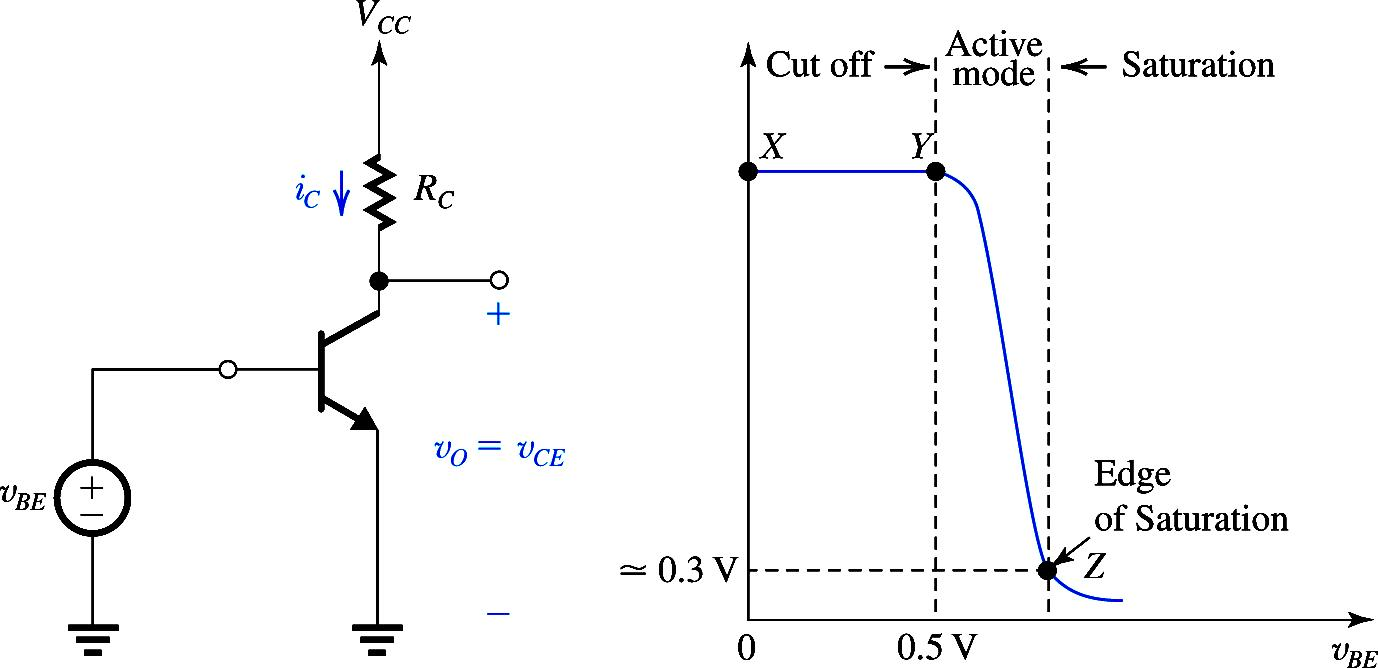 V_CC
i_C
R_C
+
v_O = v_CE
v_BE
+
−
−
Cut off
Active
mode
Saturation
X
Y
Edge
of Saturation
≃ 0.3 V
Z
0
0.5 V
v_BE